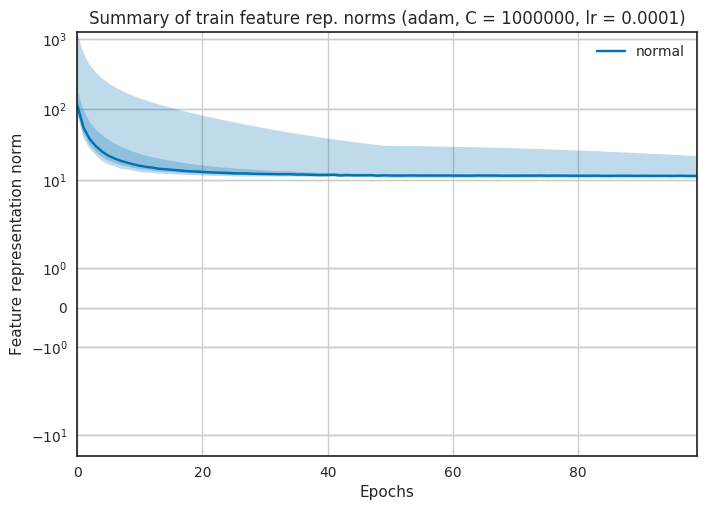 Summary of train feature rep. norms (adam, C = 1000000, lr = 0.0001)
normal
Feature representation norm
10³
10²
10¹
10⁰
0
−10⁰
−10¹
0 20 40 60 80
Epochs